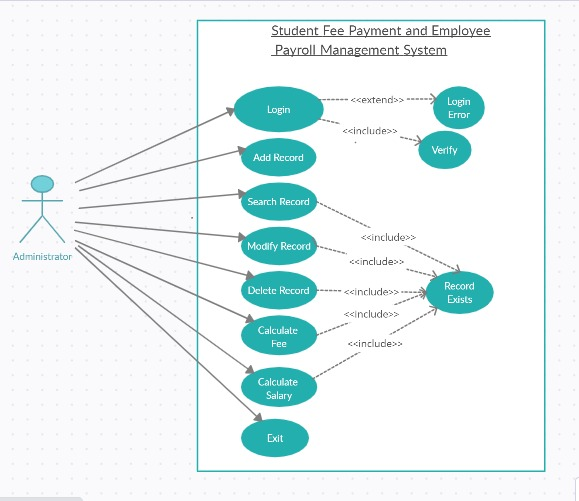 Student Fee Payment and Employee
Payroll Management System
Login
<<extend>>
Login
Error
<<include>>
Verify
Add Record
Search Record
<<include>>
Modify Record
<<include>>
Administrator
Delete Record
<<include>>
Record
Exists
<<include>>
Calculate
Fee
<<include>>
Calculate
Salary
Exit